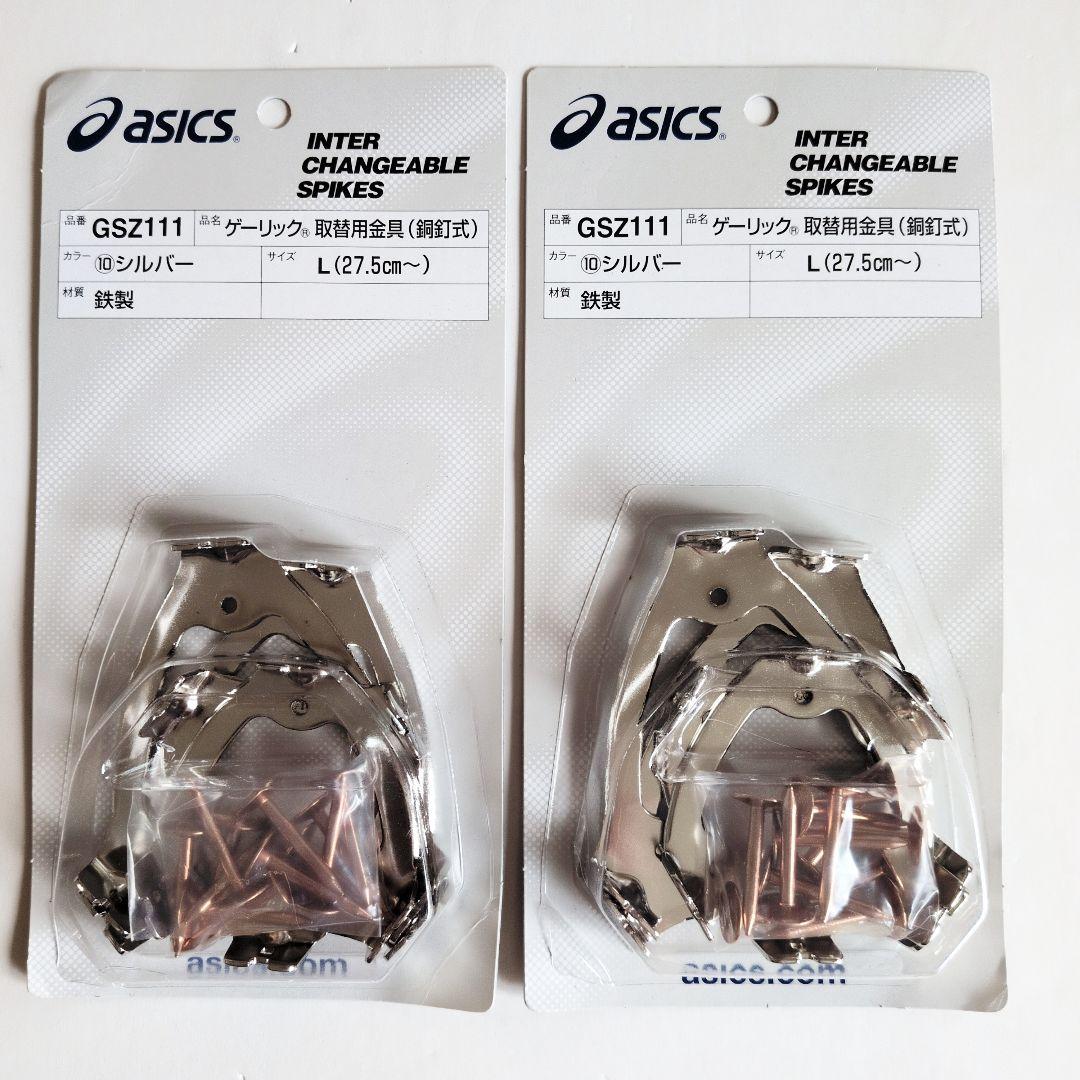 asics®
INTER
CHANGEABLE
SPIKES
品番 GSZ111 品名 ゲーリック® 取替用金具(銅釘式)
カラー ⑩シルバー サイズ L(27.5cm〜)
材質 鉄製
asics.com
asics®
INTER
CHANGEABLE
SPIKES
品番 GSZ111 品名 ゲーリック® 取替用金具(銅釘式)
カラー ⑩シルバー サイズ L(27.5cm〜)
材質 鉄製
asics.com